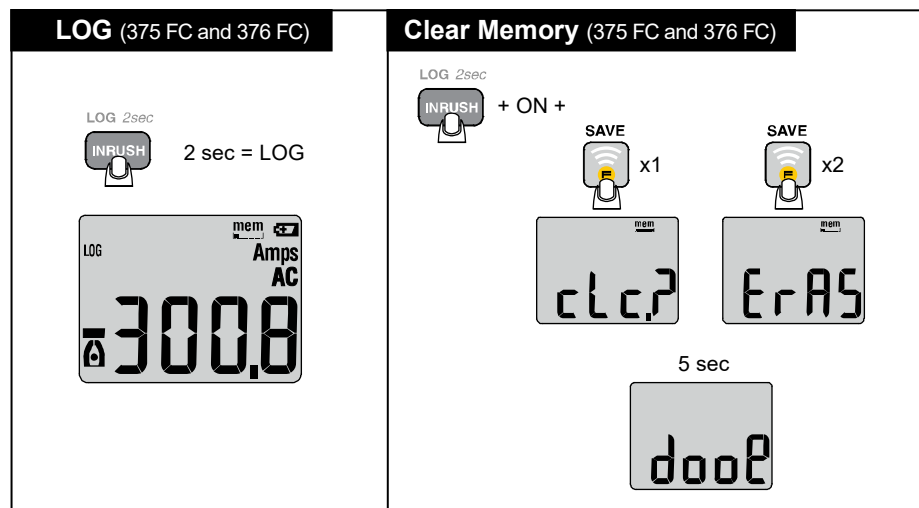 LOG (375 FC and 376 FC)
LOG 2sec
INRUSH
2 sec = LOG
mem
LOG
Amps
AC
300.8
Clear Memory (375 FC and 376 FC)
LOG 2sec
INRUSH
+ ON +
SAVE
x1
SAVE
x2
mem
cLr.?
mem
ErAS
5 sec
donE